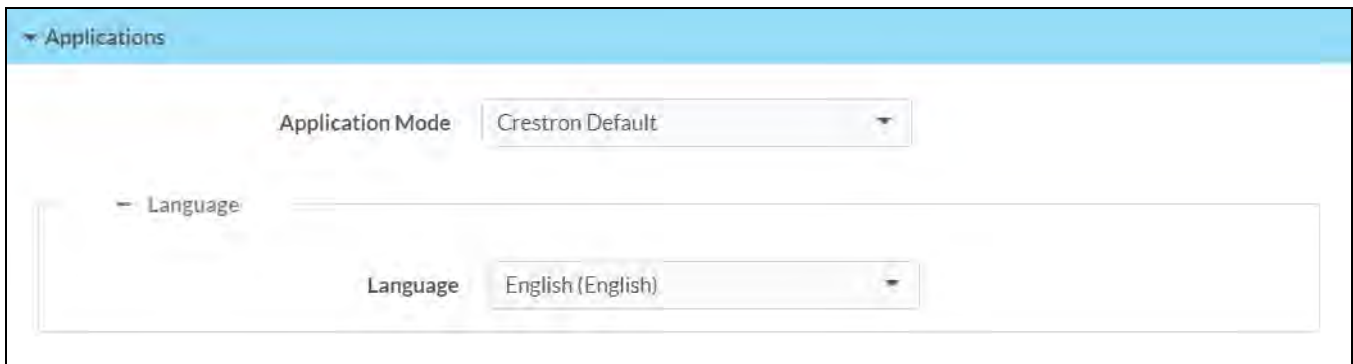 Applications
Application Mode Crestron Default
Language
Language English (English)